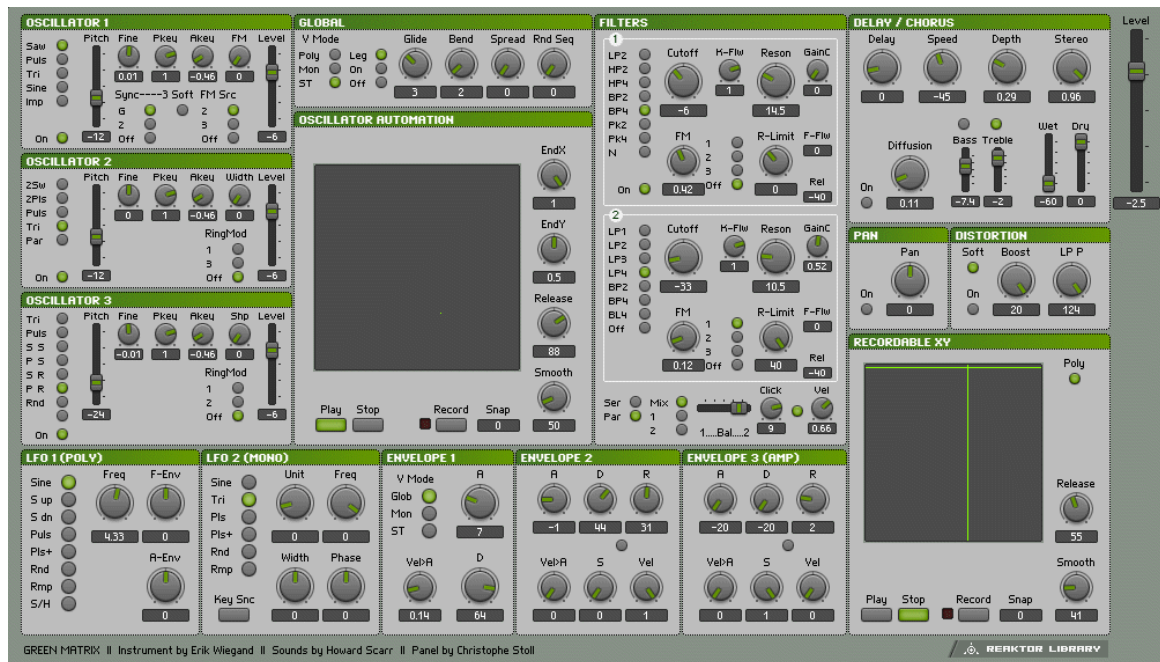 OSCILLATOR 1
Pitch Fine Pkey Akey FM Level
Saw
Puls
Tri
Sine
Imp
0.01 1 -0.46 0
Sync----3 Soft FM Src
G 2
2 3
Off Off
On -12 -6
OSCILLATOR 2
Pitch Fine Pkey Akey Width Level
2Sw
2Pls
Puls
Tri
Par
0 1 -0.46 0
RingMod
1
3
Off
On -12 -6
OSCILLATOR 3
Pitch Fine Pkey Akey Shp Level
Tri
Puls
S S
P S
S R
P R
Rnd
-0.01 1 -0.46 0
RingMod
1
2
Off
-24 -6
On
GLOBAL
V Mode Glide Bend Spread Rnd Seq
Poly Leg
Mon On
ST Off
3 2 0 0
OSCILLATOR AUTOMATION
EndX
1
EndY
0.5
Release
88
Smooth
50
Play Stop Record Snap
0
FILTERS
1
LP2
HP2
HP4
BP2
BP4
Pk2
Pk4
N
Cutoff K-Flw Reson GainC
-6 1 14.5 0
FM R-Limit F-Flw
1
2
3
Off
0
On 0.42 0 Rel
-40
2
LP1
LP2
LP3
LP4
BP2
BP4
BL4
Off
Cutoff K-Flw Reson GainC
-33 1 10.5 0.52
FM R-Limit F-Flw
1
2
3
Off
0
0.12 40 Rel
-40
Ser Mix
Par 1
2
1....Bal....2
Click Vel
9 0.66
DELAY / CHORUS
Delay Speed Depth Stereo
0 -45 0.29 0.96
Diffusion Bass Treble Wet Dry
On 0.11 -7.4 -2 -60 0
Level
-2.5
PAN
Pan
On 0
DISTORTION
Soft Boost LP P
On 20 124
RECORDABLE XY
Poly
Release
55
Smooth
41
Play Stop Record Snap
0
LFO 1 (POLY)
Sine
S up
S dn
Puls
Pls+
Rnd
Rmp
S/H
Freq F-Env
4.33 0
A-Env
0
LFO 2 (MONO)
Sine
Tri
Pls
Pls+
Rnd
Rmp
Unit Freq
0 0
Width Phase
Key Snc
0 0
ENVELOPE 1
V Mode A
Glob
Mon
ST
7
Vel>A D
0.14 64
ENVELOPE 2
A D R
-1 44 31
Vel>A S Vel
0 0 1
ENVELOPE 3 (AMP)
A D R
-20 -20 2
Vel>A S Vel
0 1 0
GREEN MATRIX II Instrument by Erik Wiegand II Sounds by Howard Scarr II Panel by Christophe Stoll
REAKTOR LIBRARY